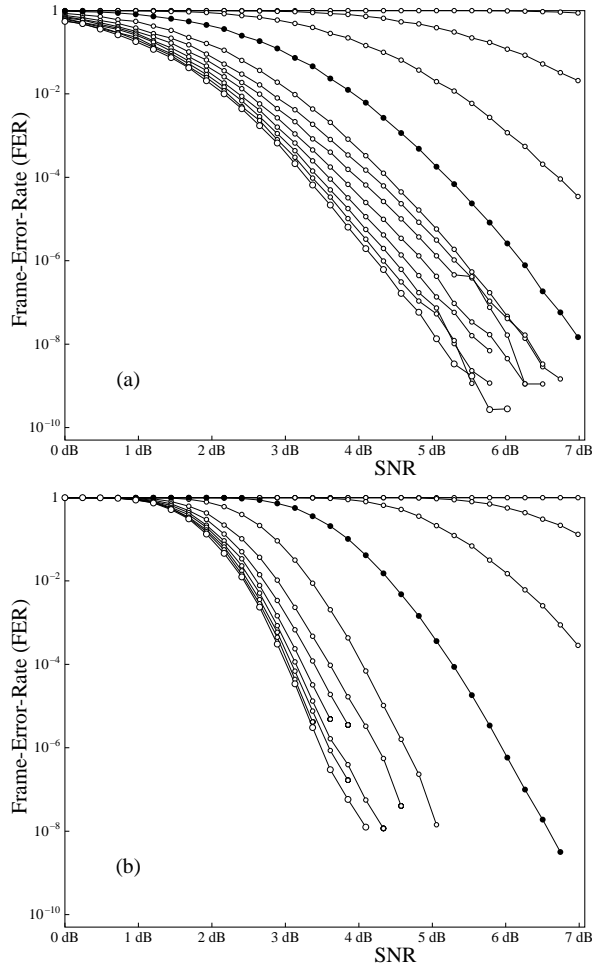 1
10⁻²
10⁻⁴
10⁻⁶
10⁻⁸
10⁻¹⁰
Frame-Error-Rate (FER)
(a)
0 dB 1 dB 2 dB 3 dB 4 dB 5 dB 6 dB 7 dB
SNR
1
10⁻²
10⁻⁴
10⁻⁶
10⁻⁸
10⁻¹⁰
Frame-Error-Rate (FER)
(b)
0 dB 1 dB 2 dB 3 dB 4 dB 5 dB 6 dB 7 dB
SNR